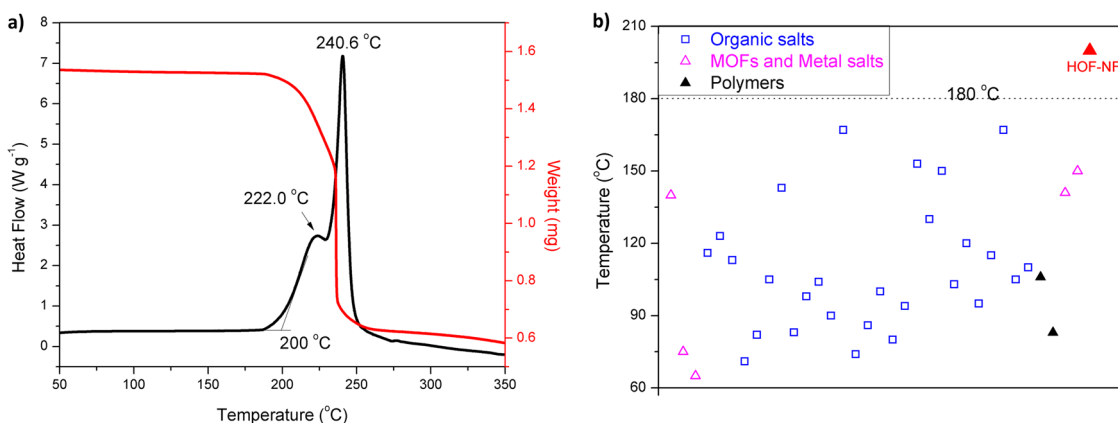 a)
240.6 °C
222.0 °C
200 °C
8
7
6
5
4
3
2
1
0
Heat Flow (W g⁻¹)
50
100
150
200
250
300
350
Temperature (°C)
1.6
1.4
1.2
1.0
0.8
0.6
Weight (mg)
b)
Organic salts
MOFs and Metal salts
Polymers
HOF-NF
180 °C
210
180
150
120
90
60
Temperature (°C)